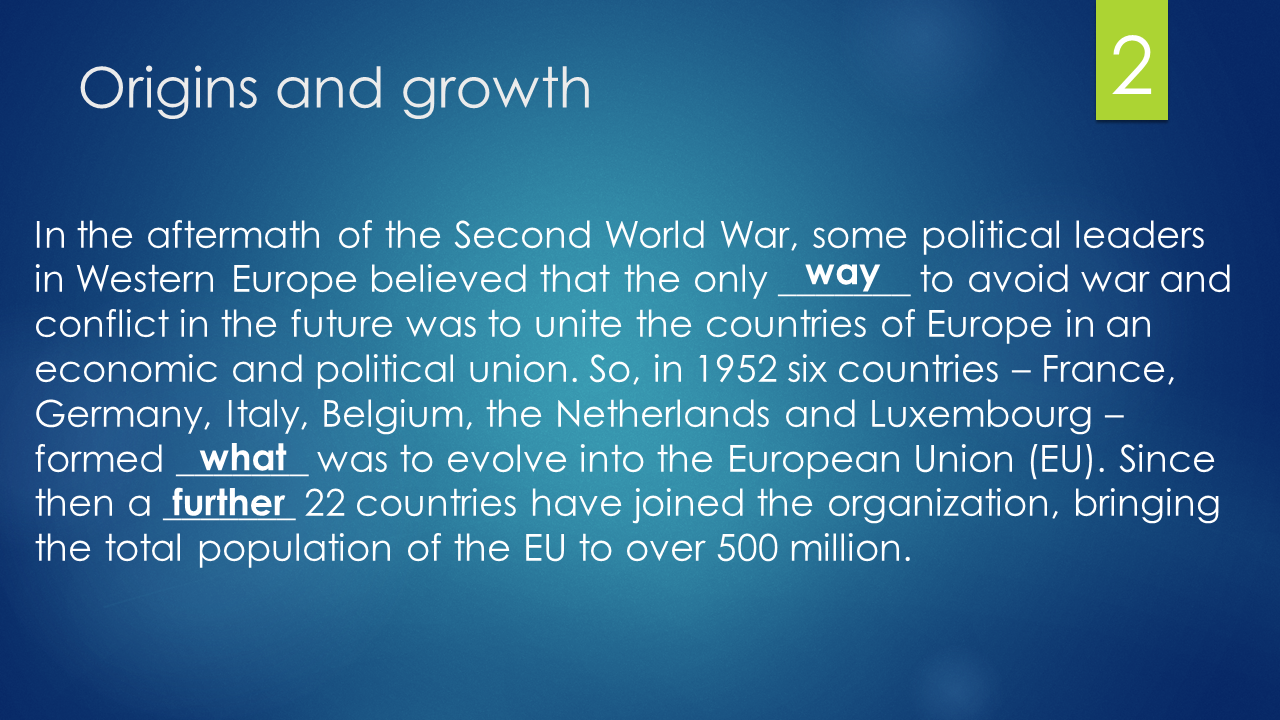 Origins and growth
2
In the aftermath of the Second World War, some political leaders
in Western Europe believed that the only way to avoid war and
conflict in the future was to unite the countries of Europe in an
economic and political union. So, in 1952 six countries – France,
Germany, Italy, Belgium, the Netherlands and Luxembourg –
formed what was to evolve into the European Union (EU). Since
then a further 22 countries have joined the organization, bringing
the total population of the EU to over 500 million.